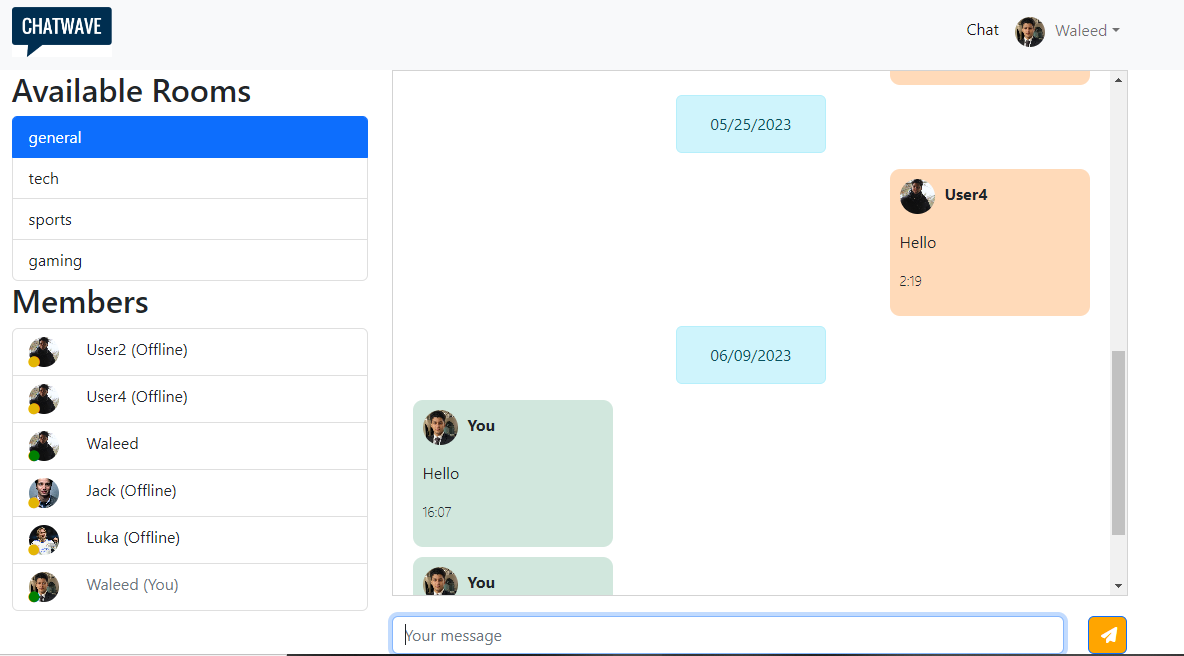 CHATWAVE
Chat
Waleed
Available Rooms
general
tech
sports
gaming
Members
User2 (Offline)
User4 (Offline)
Waleed
Jack (Offline)
Luka (Offline)
Waleed (You)
05/25/2023
User4
Hello
2:19
06/09/2023
You
Hello
16:07
You
Your message